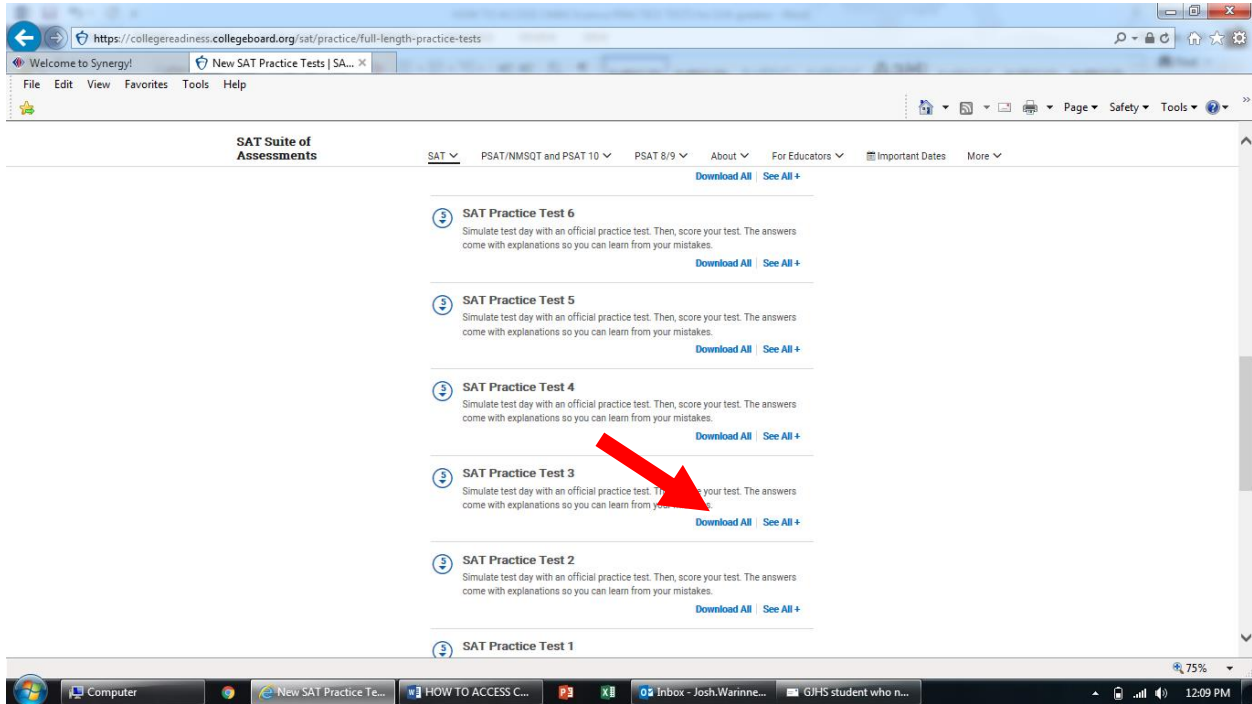 https://collegereadiness.collegeboard.org/sat/practice/full-length-practice-tests
Welcome to Synergy! New SAT Practice Tests | SA...
File Edit View Favorites Tools Help
Page Safety Tools
SAT Suite of
Assessments
SAT PSAT/NMSQT and PSAT 10 PSAT 8/9 About For Educators Important Dates More
Download All See All +
SAT Practice Test 6
Simulate test day with an official practice test. Then, score your test. The answers
come with explanations so you can learn from your mistakes.
Download All See All +
SAT Practice Test 5
Simulate test day with an official practice test. Then, score your test. The answers
come with explanations so you can learn from your mistakes.
Download All See All +
SAT Practice Test 4
Simulate test day with an official practice test. Then, score your test. The answers
come with explanations so you can learn from your mistakes.
Download All See All +
SAT Practice Test 3
Simulate test day with an official practice test. your test. The answers
come with explanations so you can learn from
Download All See All +
SAT Practice Test 2
Simulate test day with an official practice test. Then, score your test. The answers
come with explanations so you can learn from your mistakes.
Download All See All +
SAT Practice Test 1
75%
Computer New SAT Practice Te... HOW TO ACCESS C... Inbox - Josh.Warinne... GJHS student who n... 12:09 PM